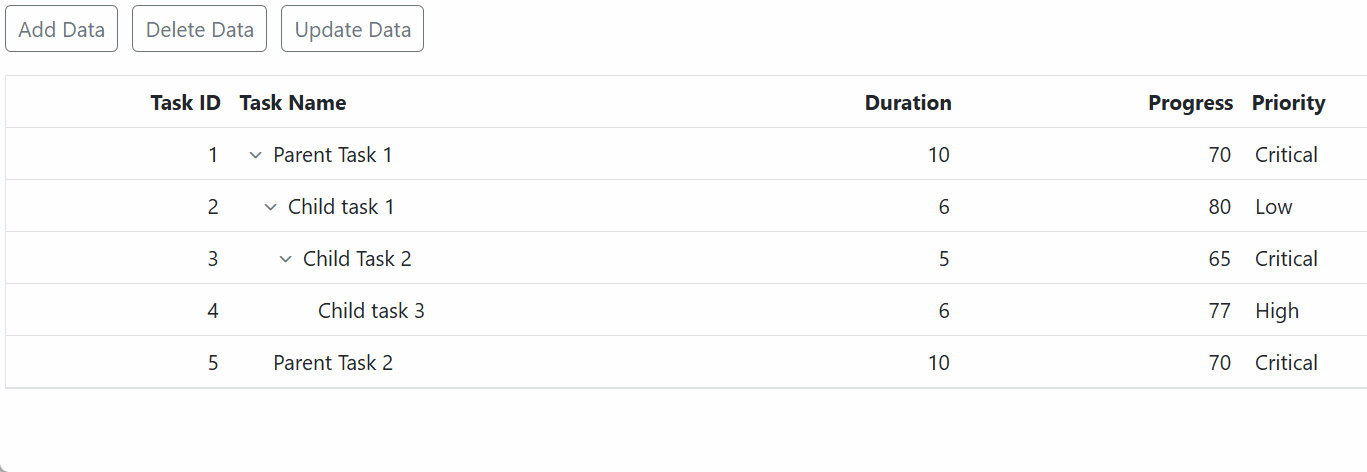 Add Data Delete Data Update Data
Task ID Task Name Duration Progress Priority
1 Parent Task 1 10 70 Critical
2 Child task 1 6 80 Low
3 Child Task 2 5 65 Critical
4 Child task 3 6 77 High
5 Parent Task 2 10 70 Critical